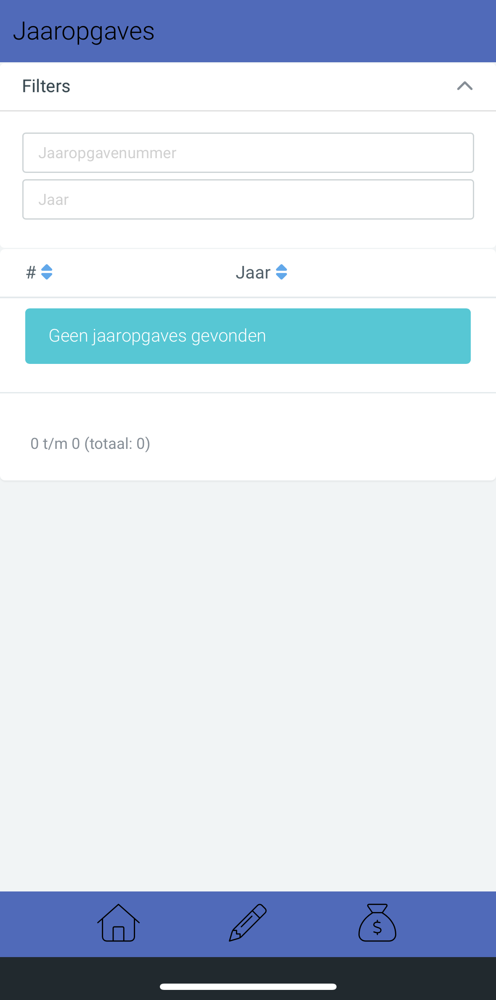 Jaaropgaves
Filters
Jaaropgavenummer
Jaar
# Jaar
Geen jaaropgaves gevonden
0 t/m 0 (totaal: 0)
$